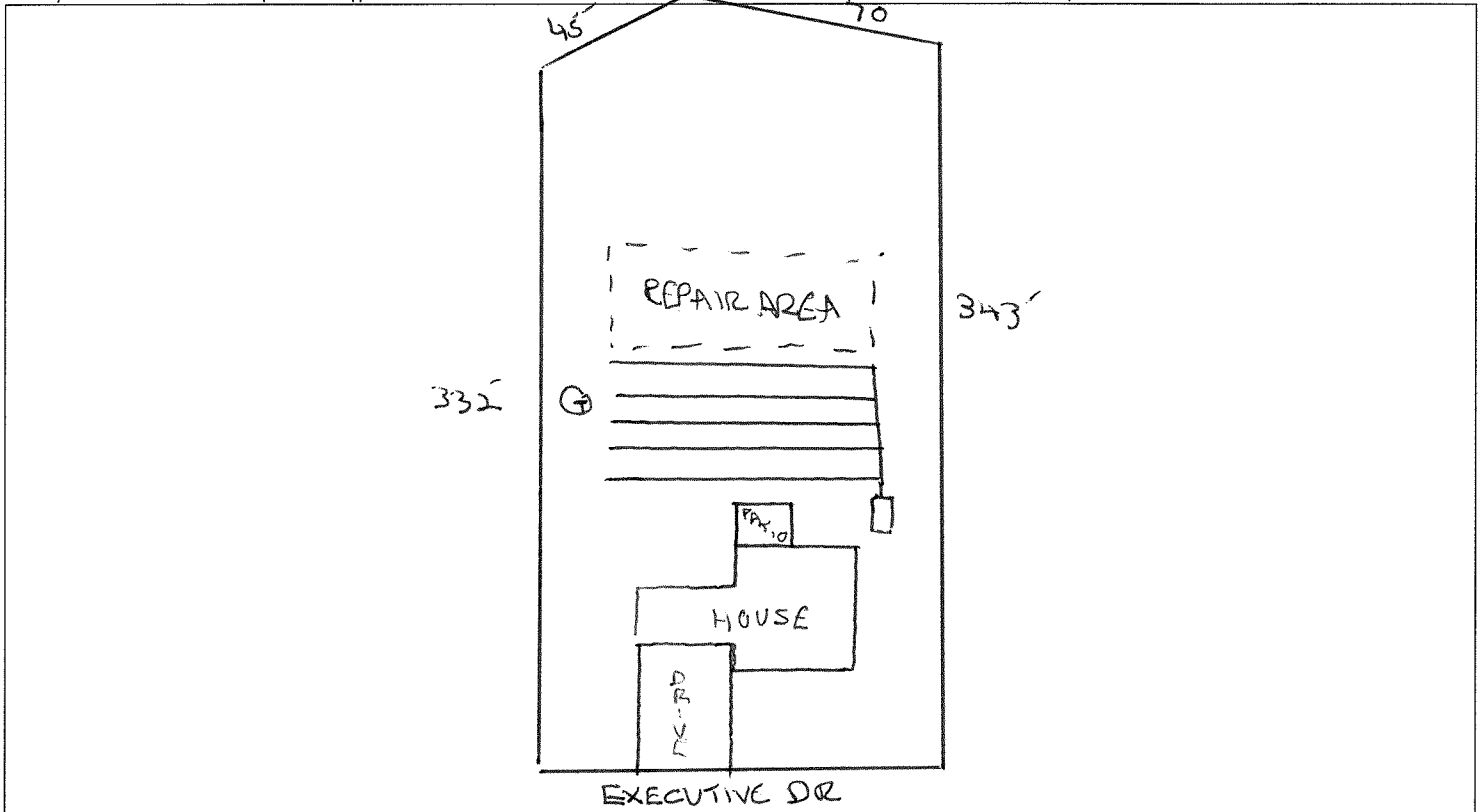 45'
70
REPAIR AREA
343'
332'
T
PATIO
HOUSE
DRIVE
EXECUTIVE DR